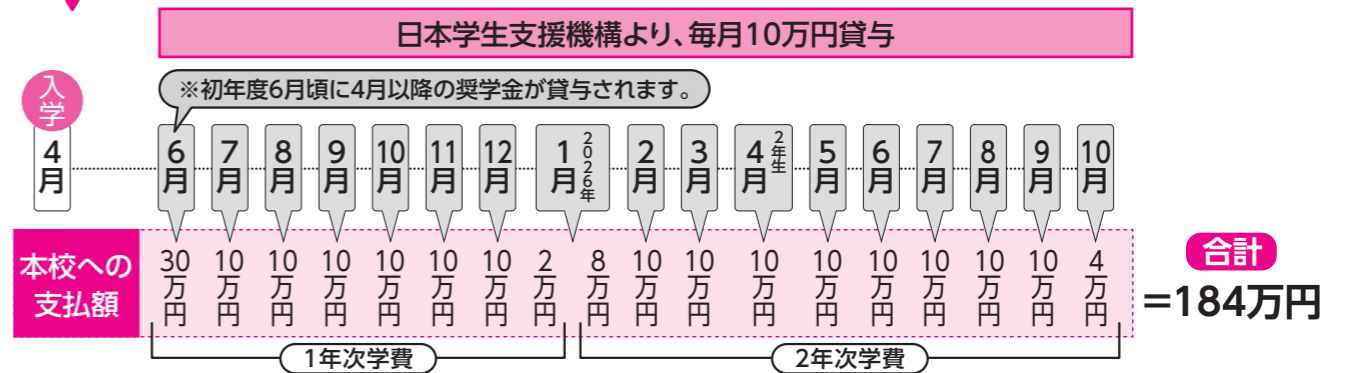 日本学生支援機構より、毎月10万円貸与
入学
※初年度6月頃に4月以降の奨学金が貸与されます。
4月
6月
7月
8月
9月
10月
11月
12月
1月 2026年
2月
3月
4月 2年生
5月
6月
7月
8月
9月
10月
本校への
支払額
30万円
10万円
10万円
10万円
10万円
10万円
10万円
2万円
8万円
10万円
10万円
10万円
10万円
10万円
10万円
10万円
10万円
4万円
合計
=184万円
1年次学費
2年次学費